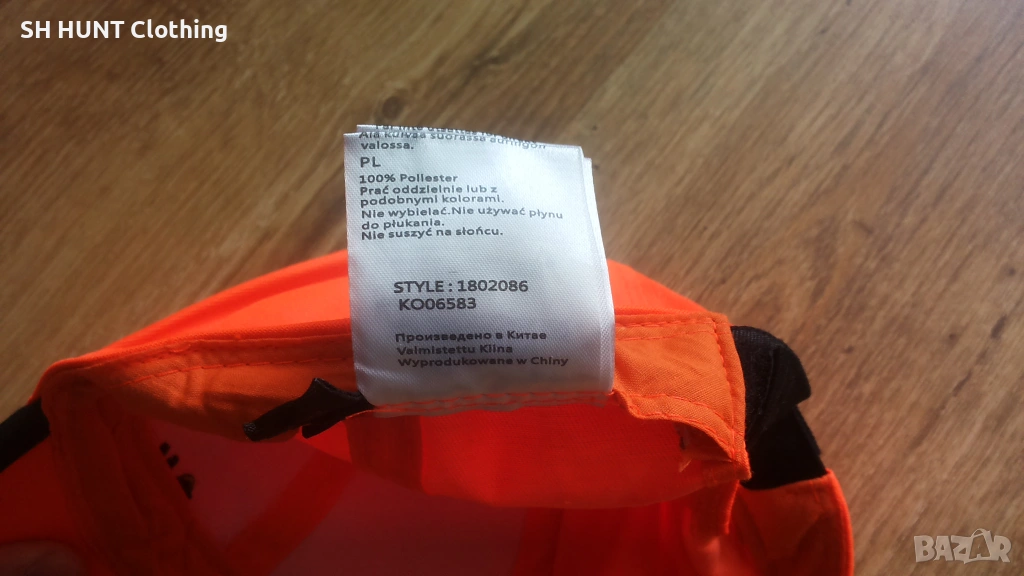 SH HUNT Clothing
Älä kuivaa suorassa auringon
valossa.
PL
100% Poliester
Prać oddzielnie lub z
podobnymi kolorami.
Nie wybielać.Nie używać płynu
do płukania.
Nie suszyć na słońcu.
STYLE : 1802086
KO06583
Произведено в Китае
Valmistettu Kiina
Wyprodukowane w Chiny
BAZAR